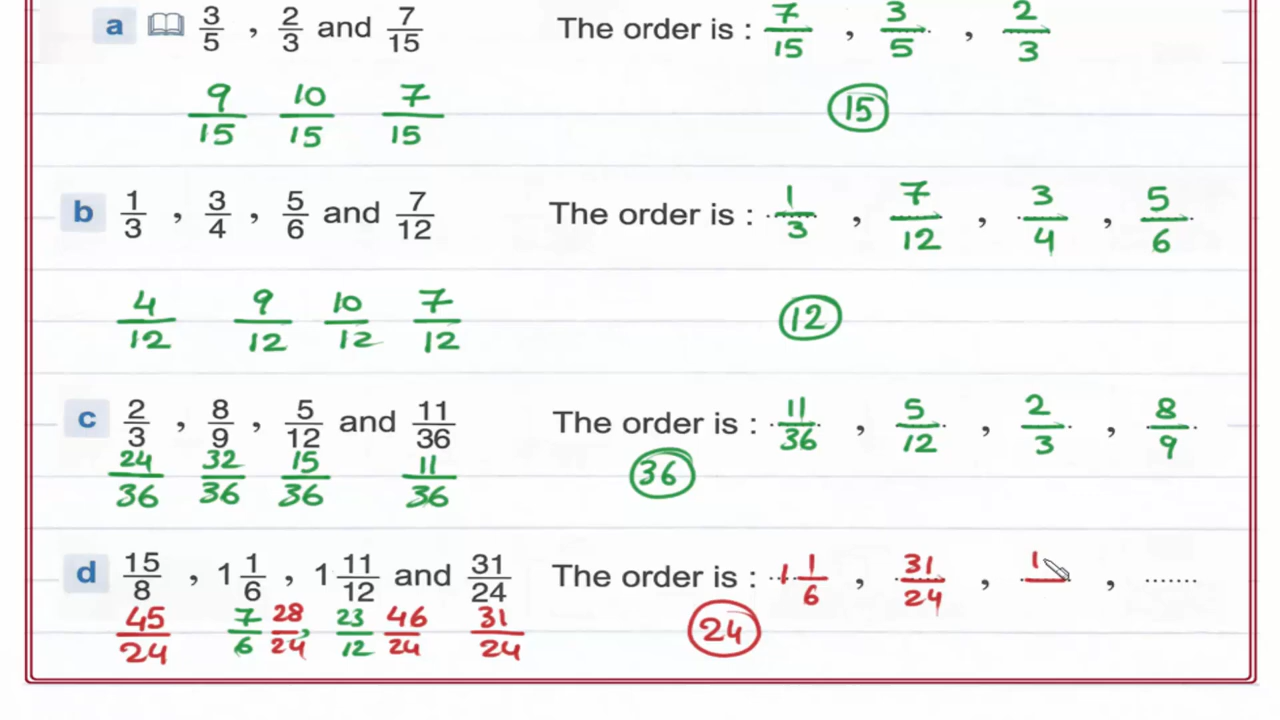 a 3/5 , 2/3 and 7/15 The order is : 7/15 , 3/5 , 2/3
9/15 10/15 7/15 15
b 1/3 , 3/4 , 5/6 and 7/12 The order is : 1/3 , 7/12 , 3/4 , 5/6
4/12 9/12 10/12 7/12 12
c 2/3 , 8/9 , 5/12 and 11/36 The order is : 11/36 , 5/12 , 2/3 , 8/9
24/36 32/36 15/36 11/36 36
d 15/8 , 1 1/6 , 1 11/12 and 31/24 The order is : 1 1/6 , 31/24 , 1 , ........
45/24 7/6 28/24, 23/12 46/24 31/24 24